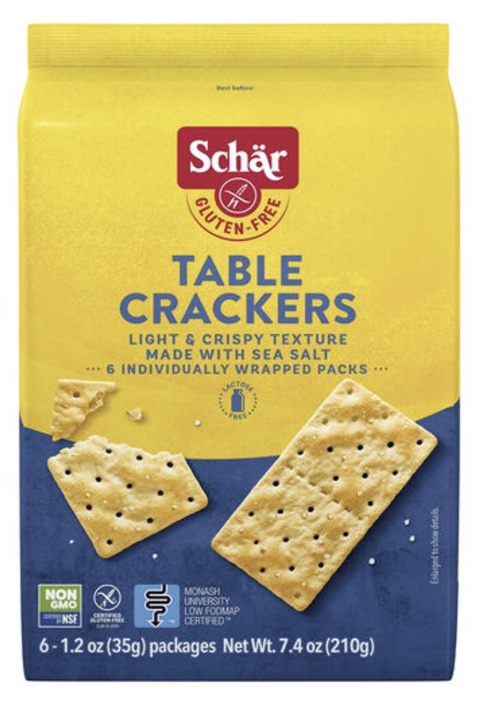 Best before:
Schär
GLUTEN-FREE
TABLE
CRACKERS
LIGHT & CRISPY TEXTURE
MADE WITH SEA SALT
··· 6 INDIVIDUALLY WRAPPED PACKS ···
LACTOSE
FREE
Enlarged to show details.
NON
GMO
NSF
CERTIFIED
GLUTEN-FREE
MONASH
UNIVERSITY
LOW FODMAP
CERTIFIED™
6 - 1.2 oz (35g) packages Net Wt. 7.4 oz (210g)